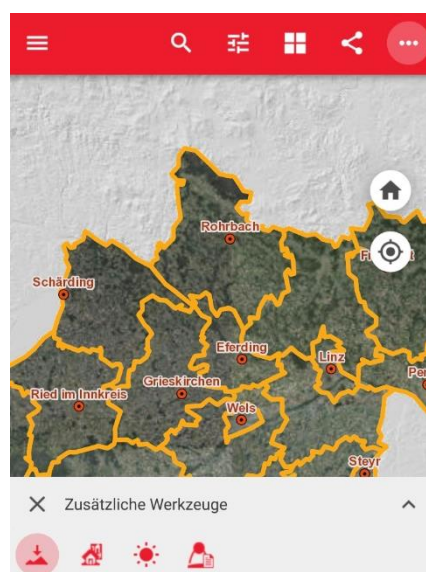 Rohrbach
Schärding
Eferding
Linz
Grieskirchen
Ried im Innkreis
Wels
Steyr
Zusätzliche Werkzeuge